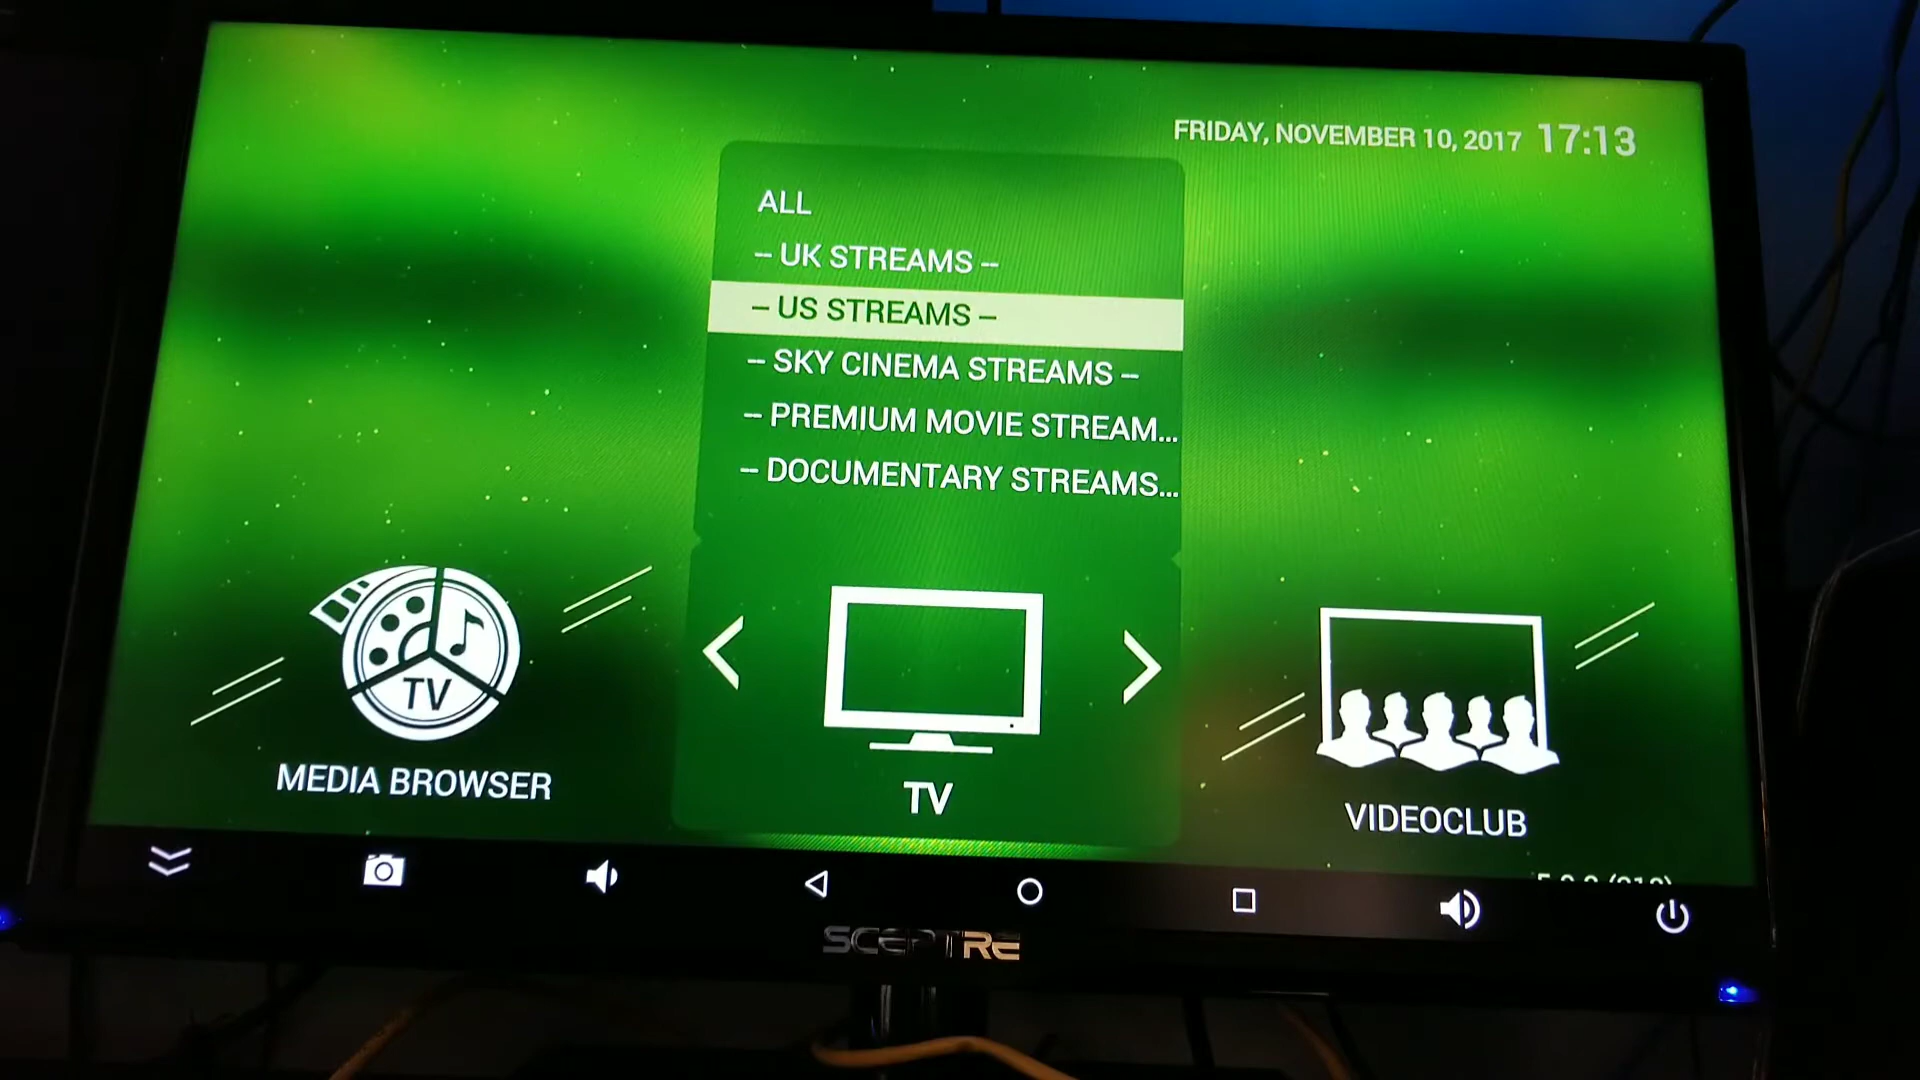 FRIDAY, NOVEMBER 10, 2017 17:13
ALL
-- UK STREAMS --
-- US STREAMS --
-- SKY CINEMA STREAMS --
-- PREMIUM MOVIE STREAM...
-- DOCUMENTARY STREAMS...
TV
MEDIA BROWSER
TV
VIDEOCLUB
SCEPTRE